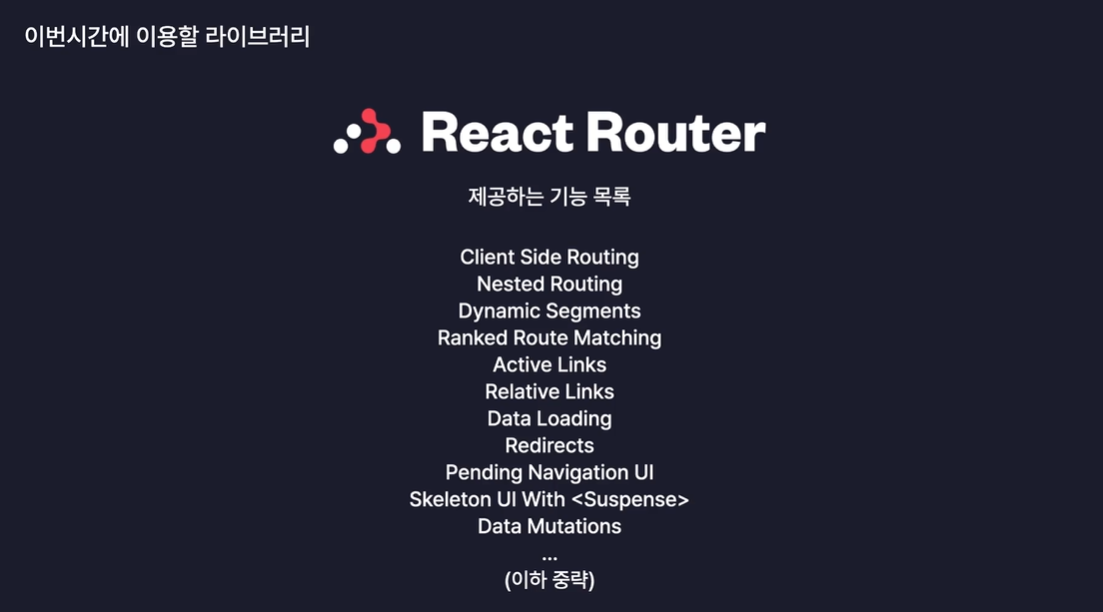 이번시간에 이용할 라이브러리
React Router
제공하는 기능 목록
Client Side Routing
Nested Routing
Dynamic Segments
Ranked Route Matching
Active Links
Relative Links
Data Loading
Redirects
Pending Navigation UI
Skeleton UI With <Suspense>
Data Mutations
...
(이하 중략)